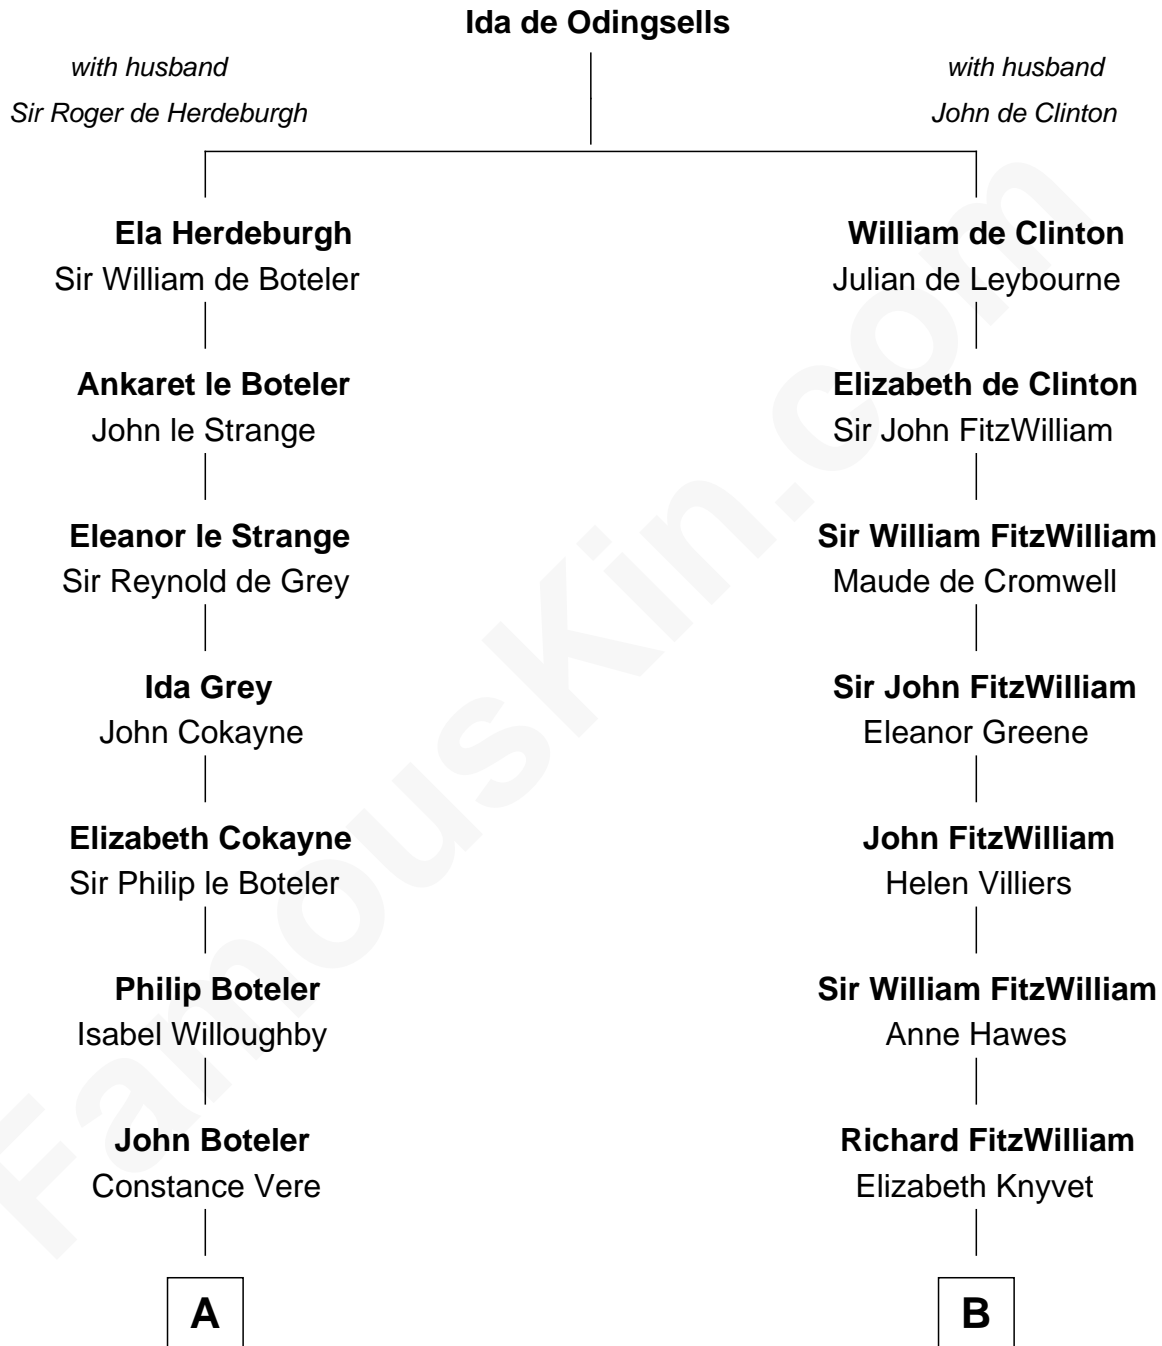 Ida de Odingsells
with husband
Sir Roger de Herdeburgh
with husband
John de Clinton
Ela Herdeburgh
Sir William de Boteler
William de Clinton
Julian de Leybourne
Ankaret le Boteler
John le Strange
Elizabeth de Clinton
Sir John FitzWilliam
Eleanor le Strange
Sir Reynold de Grey
Sir William FitzWilliam
Maude de Cromwell
Ida Grey
John Cokayne
Sir John FitzWilliam
Eleanor Greene
Elizabeth Cokayne
Sir Philip le Boteler
John FitzWilliam
Helen Villiers
Philip Boteler
Isabel Willoughby
Sir William FitzWilliam
Anne Hawes
John Boteler
Constance Vere
Richard FitzWilliam
Elizabeth Knyvet
A
B
FamousKin.com